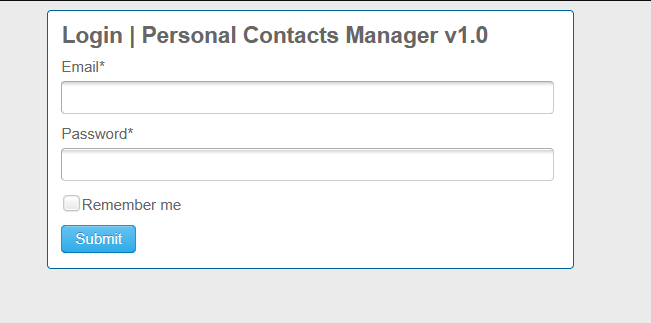 Login | Personal Contacts Manager v1.0
Email*
Password*
Remember me
Submit